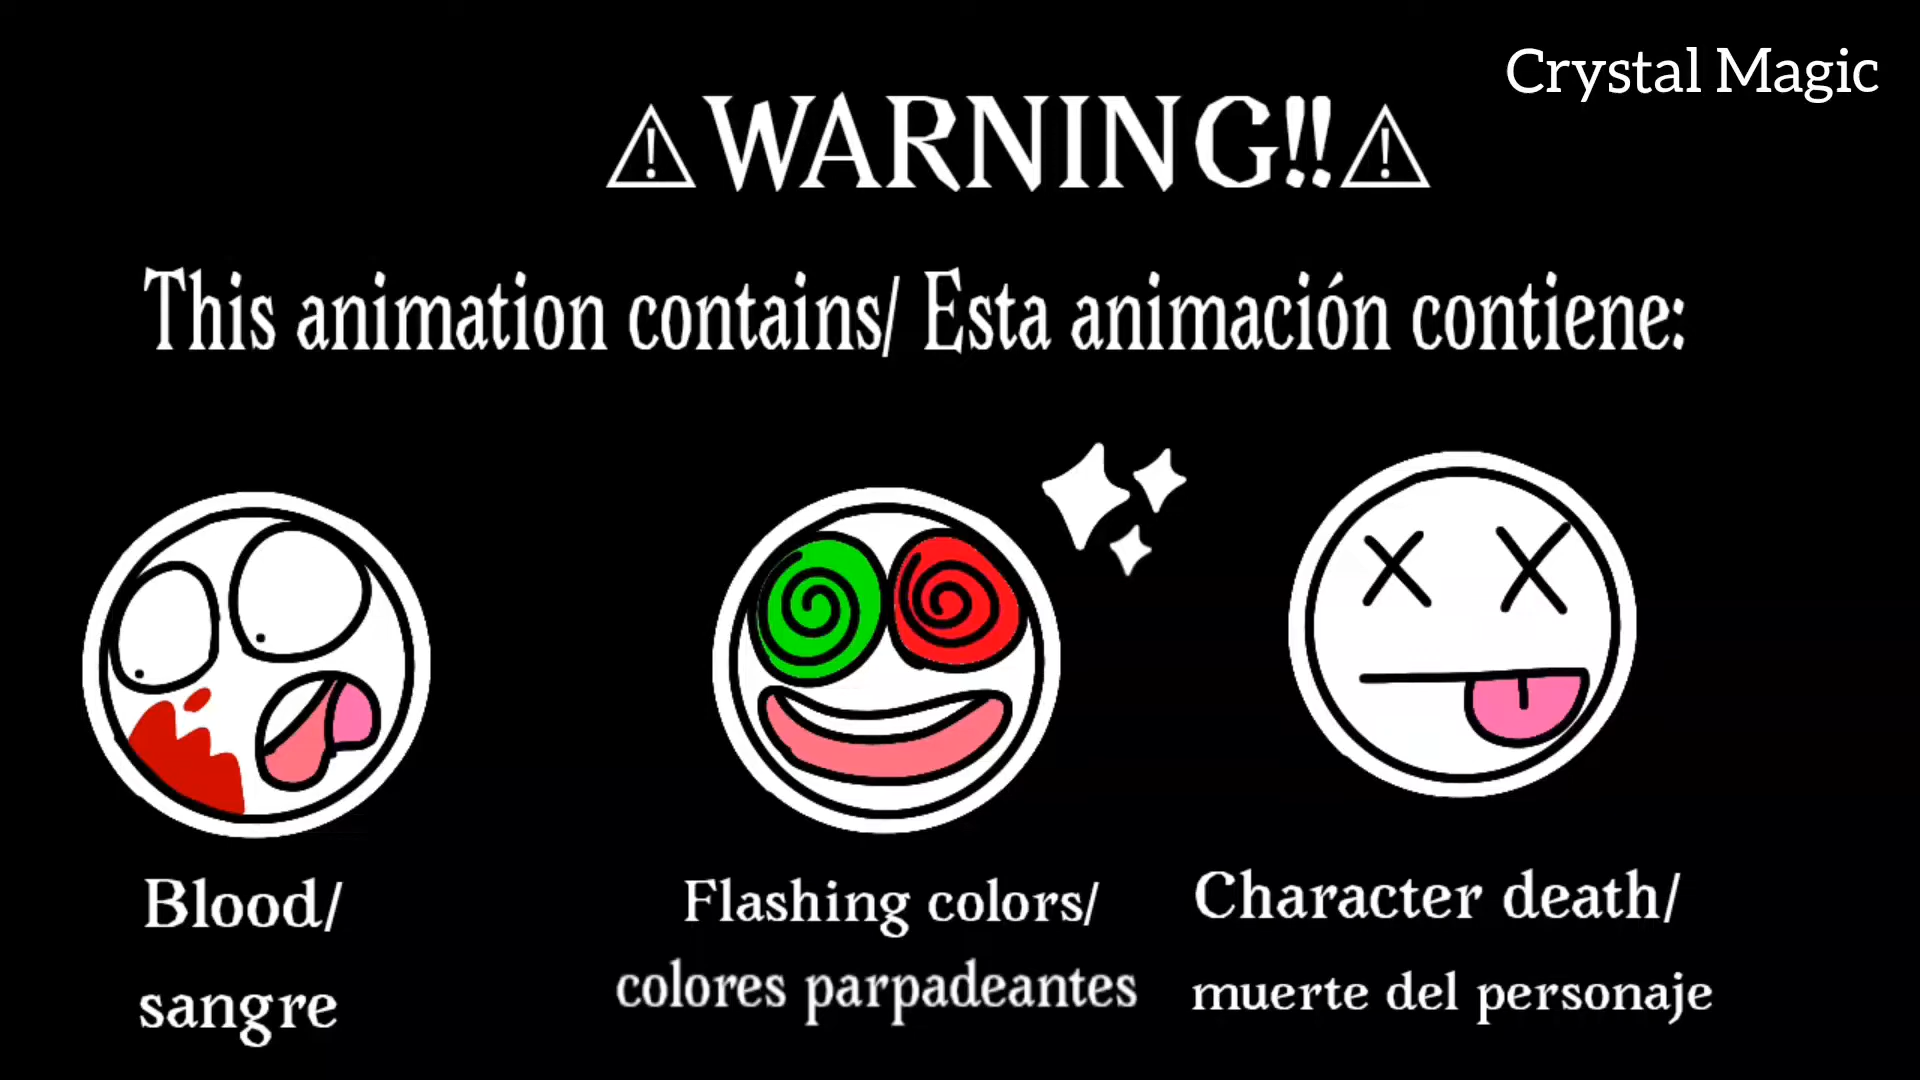 Crystal Magic
⚠WARNING!!⚠
This animation contains/ Esta animación contiene:
Blood/
sangre
Flashing colors/
colores parpadeantes
Character death/
muerte del personaje